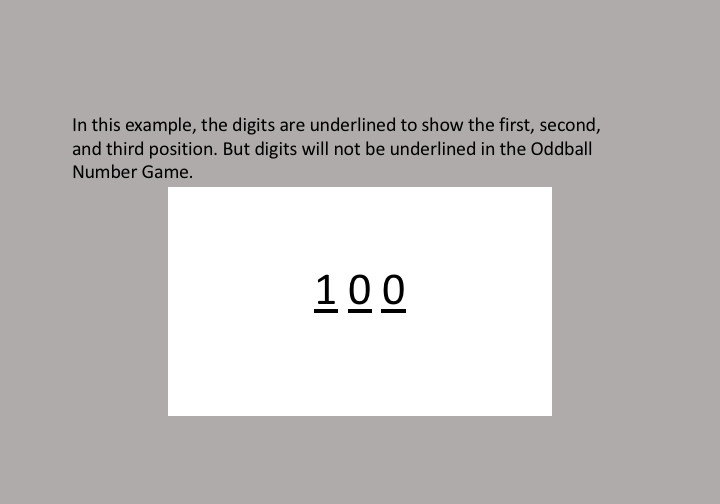 In this example, the digits are underlined to show the first, second,
and third position. But digits will not be underlined in the Oddball
Number Game.
1 0 0